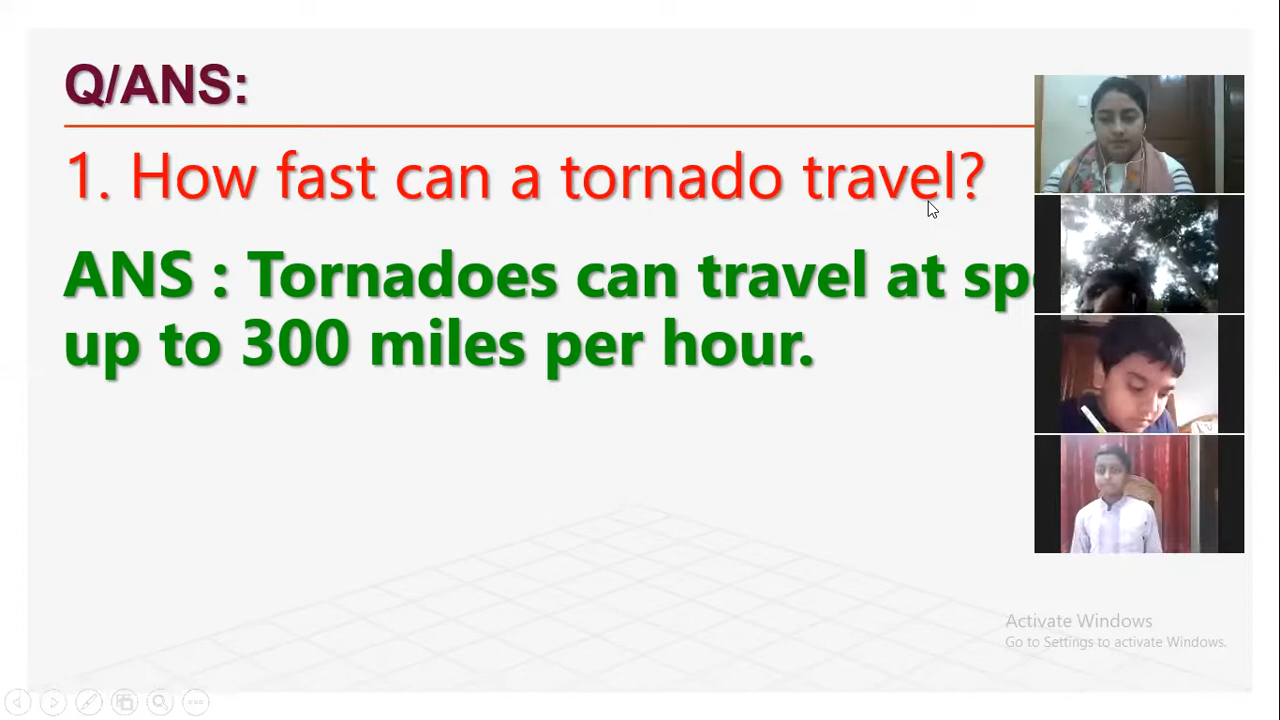 Q/ANS:
1. How fast can a tornado travel?
ANS : Tornadoes can travel at
up to 300 miles per hour.
Activate Windows
Go to Settings to activate Windows.